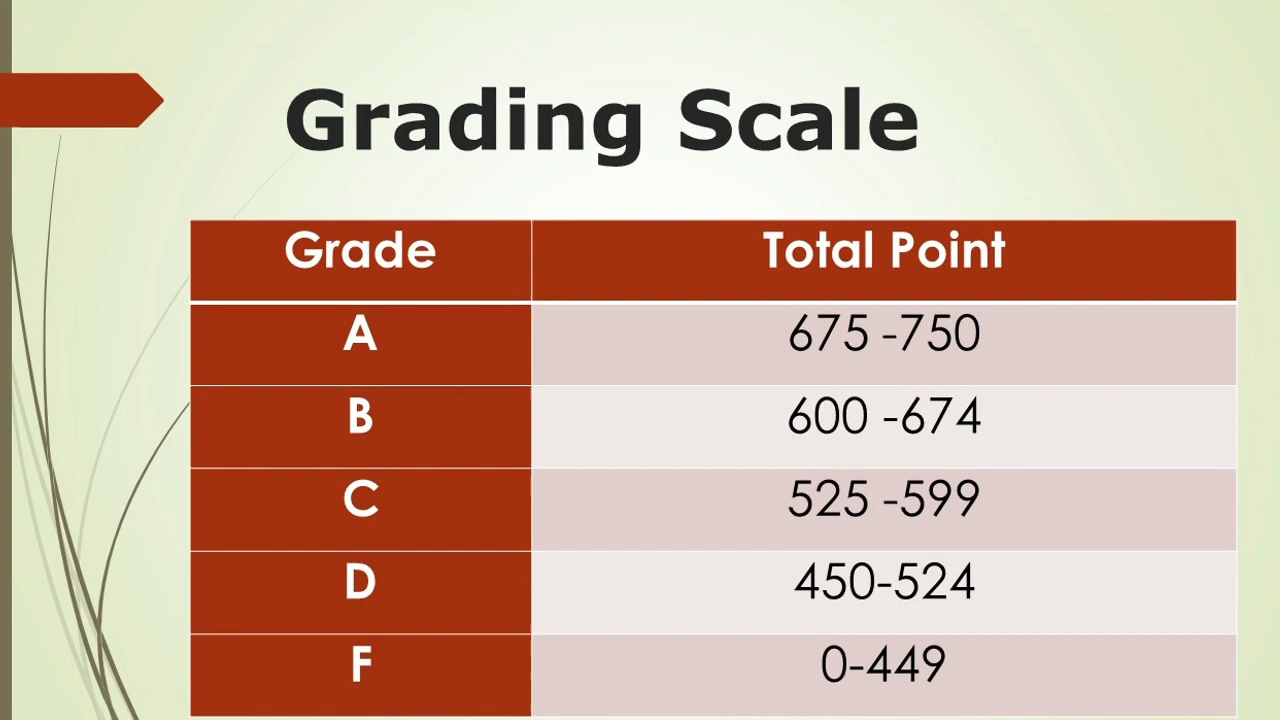 Grading Scale
Grade Total Point
A 675 -750
B 600 -674
C 525 -599
D 450-524
F 0-449